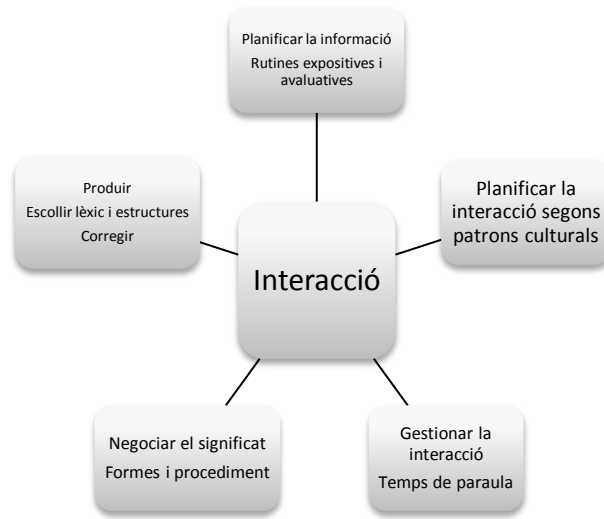 Planificar la informació
Rutines expositives i
avaluatives
Produir
Escollir lèxic i estructures
Corregir
Planificar la
interacció segons
patrons culturals
Interacció
Negociar el significat
Formes i procediment
Gestionar la
interacció
Temps de paraula